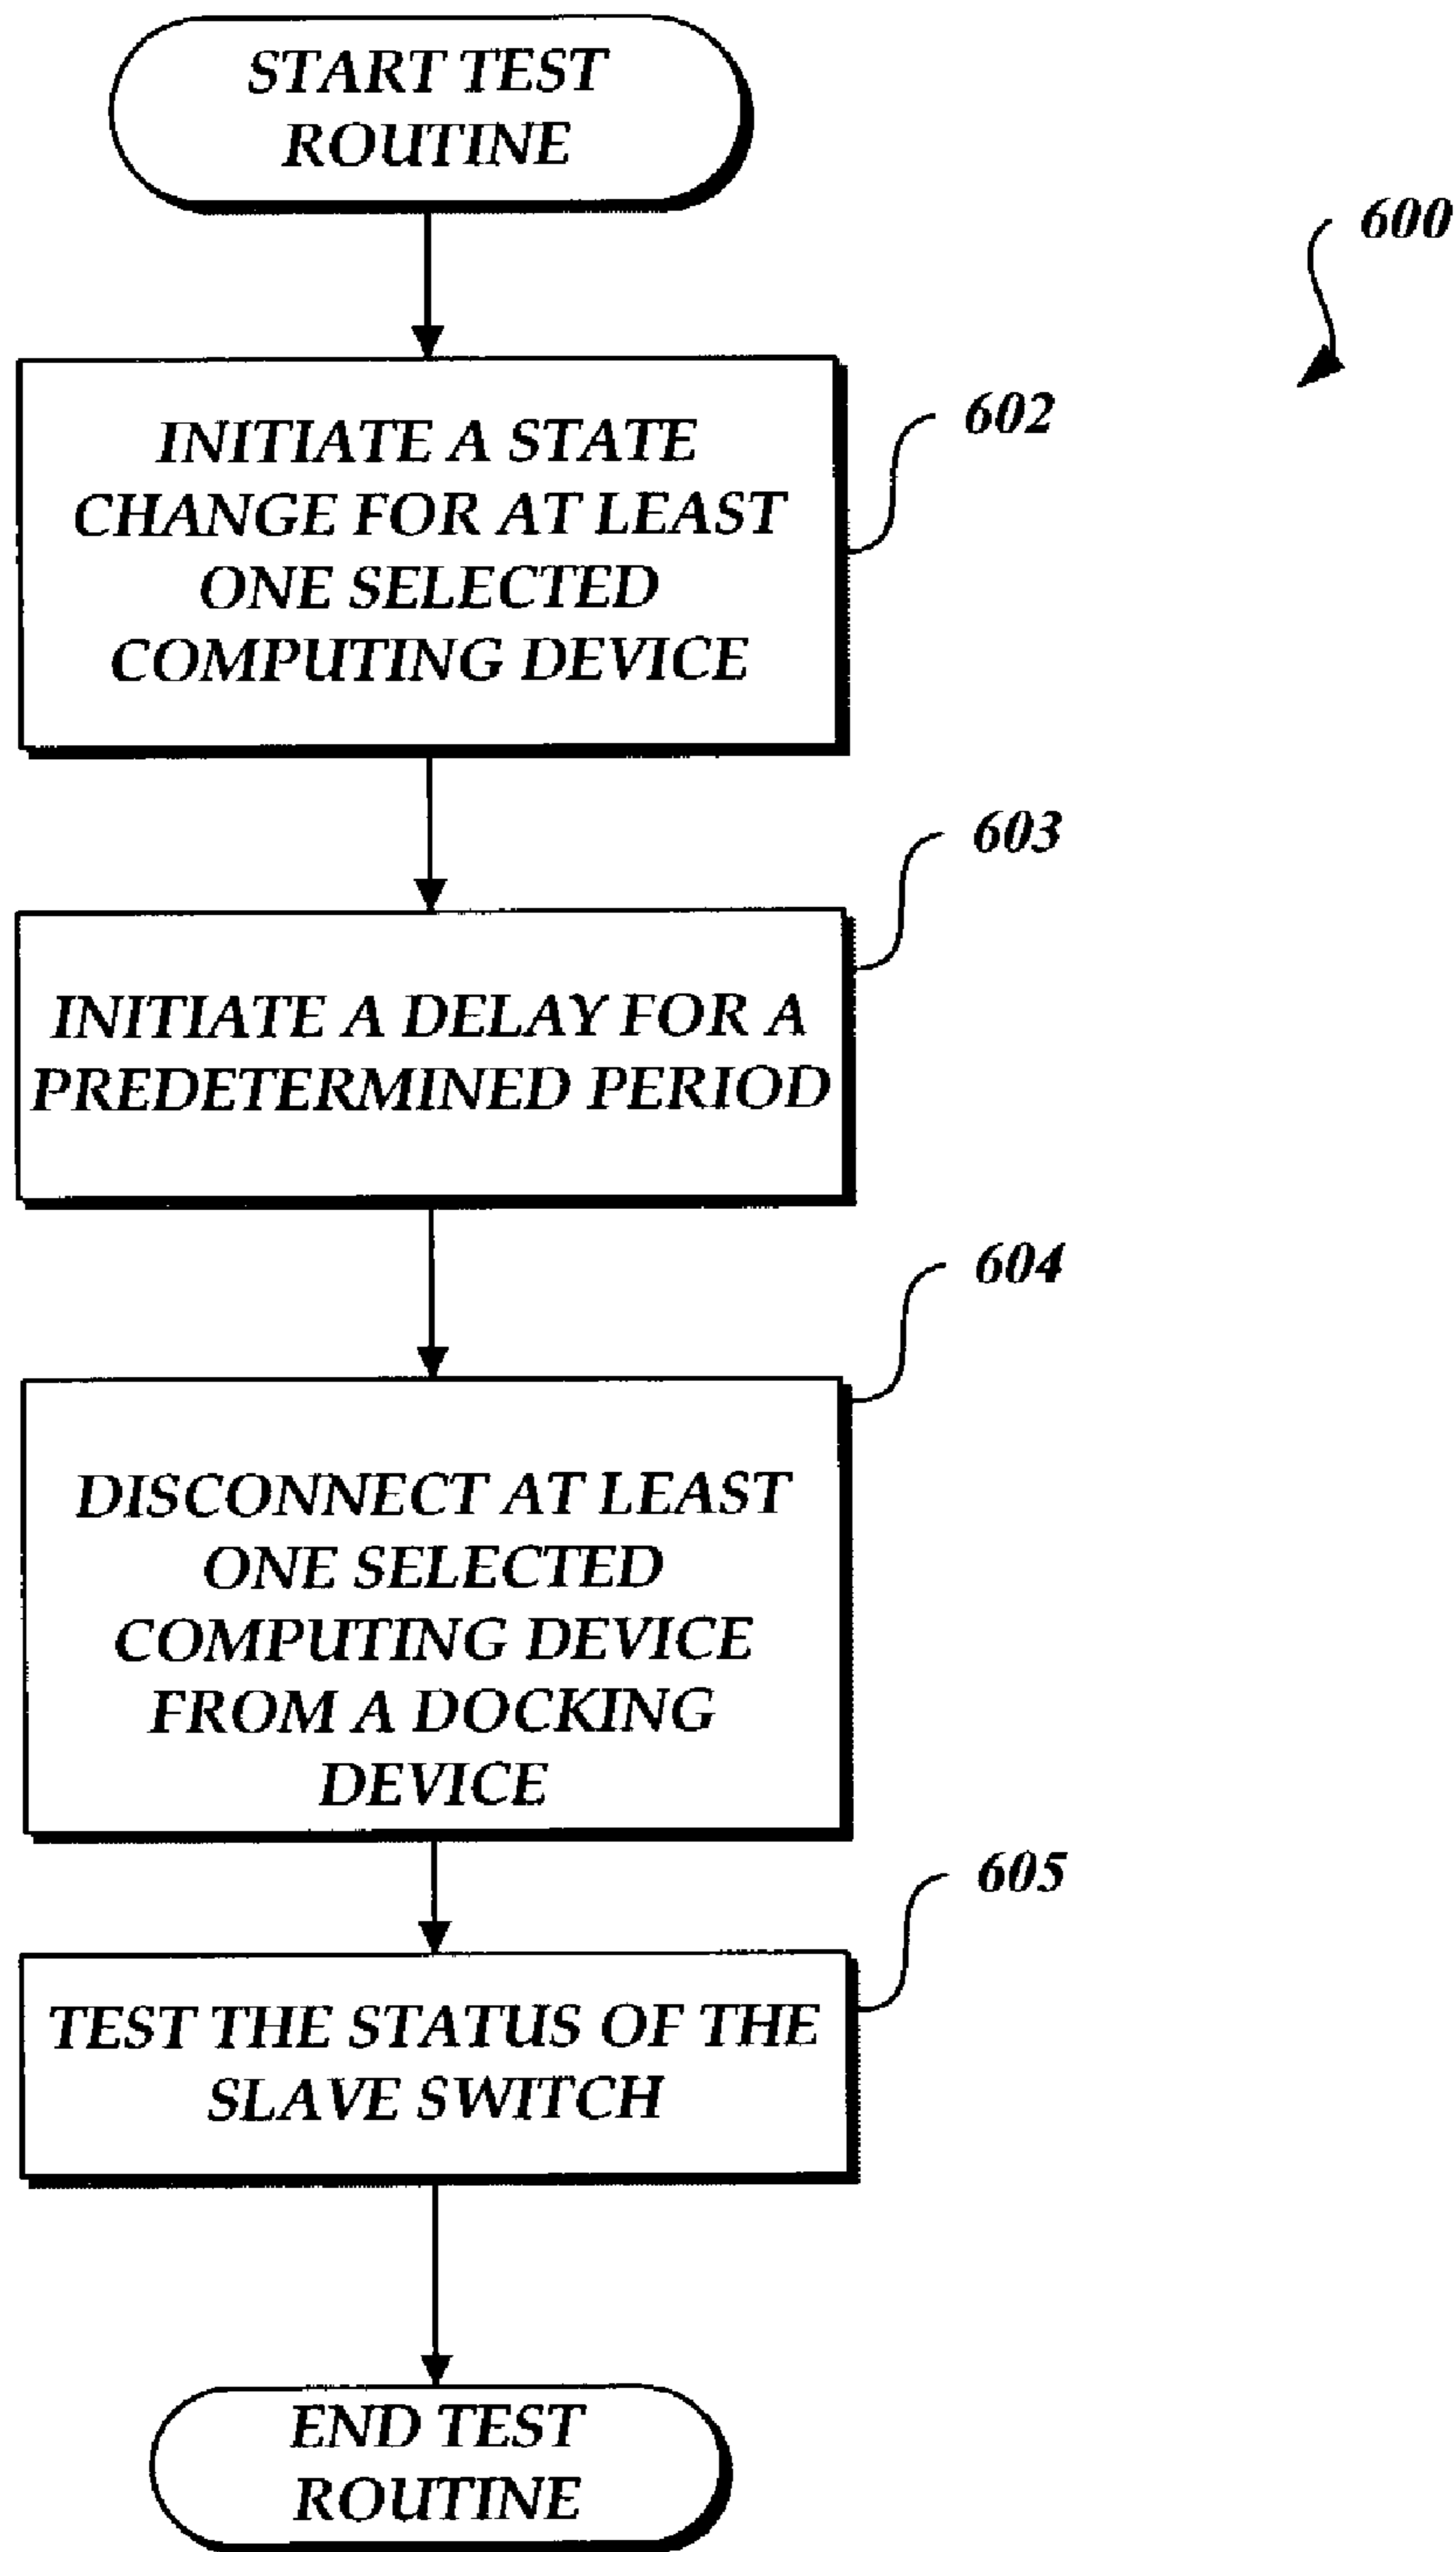 START TEST
ROUTINE
600
INITIATE A STATE
CHANGE FOR AT LEAST
ONE SELECTED
COMPUTING DEVICE
602
603
INITIATE A DELAY FOR A
PREDETERMINED PERIOD
604
DISCONNECT AT LEAST
ONE SELECTED
COMPUTING DEVICE
FROM A DOCKING
DEVICE
605
TEST THE STATUS OF THE
SLAVE SWITCH
END TEST
ROUTINE